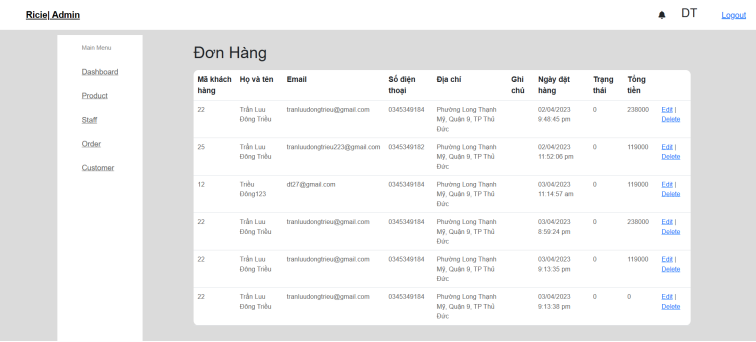 Ricie| Admin
DT
Logout
Main Menu
Dashboard
Product
Staff
Order
Customer
Đơn Hàng
Mã khách hàng Họ và tên Email Số điện thoại Địa chỉ Ghi chú Ngày đặt hàng Trạng thái Tổng tiền
22 Trần Luu Đông Triều tranluudongtrieu@gmail.com 0345349184 Phường Long Thạnh Mỹ, Quận 9, TP Thủ Đức 02/04/2023 9:48:45 pm 0 238000 Edit | Delete
25 Trần Luu Đông Triều tranluudongtrieu223@gmail.com 0345349182 Phường Long Thạnh Mỹ, Quận 9, TP Thủ Đức 02/04/2023 11:52:06 pm 0 119000 Edit | Delete
12 Triều Đông123 dt27@gmail.com 0345349184 Phường Long Thạnh Mỹ, Quận 9, TP Thủ Đức 03/04/2023 11:14:57 am 0 119000 Edit | Delete
22 Trần Luu Đông Triều tranluudongtrieu@gmail.com 0345349184 Phường Long Thạnh Mỹ, Quận 9, TP Thủ Đức 03/04/2023 8:59:24 pm 0 238000 Edit | Delete
22 Trần Luu Đông Triều tranluudongtrieu@gmail.com 0345349184 Phường Long Thạnh Mỹ, Quận 9, TP Thủ Đức 03/04/2023 9:13:35 pm 0 119000 Edit | Delete
22 Trần Luu Đông Triều tranluudongtrieu@gmail.com 0345349184 Phường Long Thạnh Mỹ, Quận 9, TP Thủ Đức 03/04/2023 9:13:38 pm 0 0 Edit | Delete